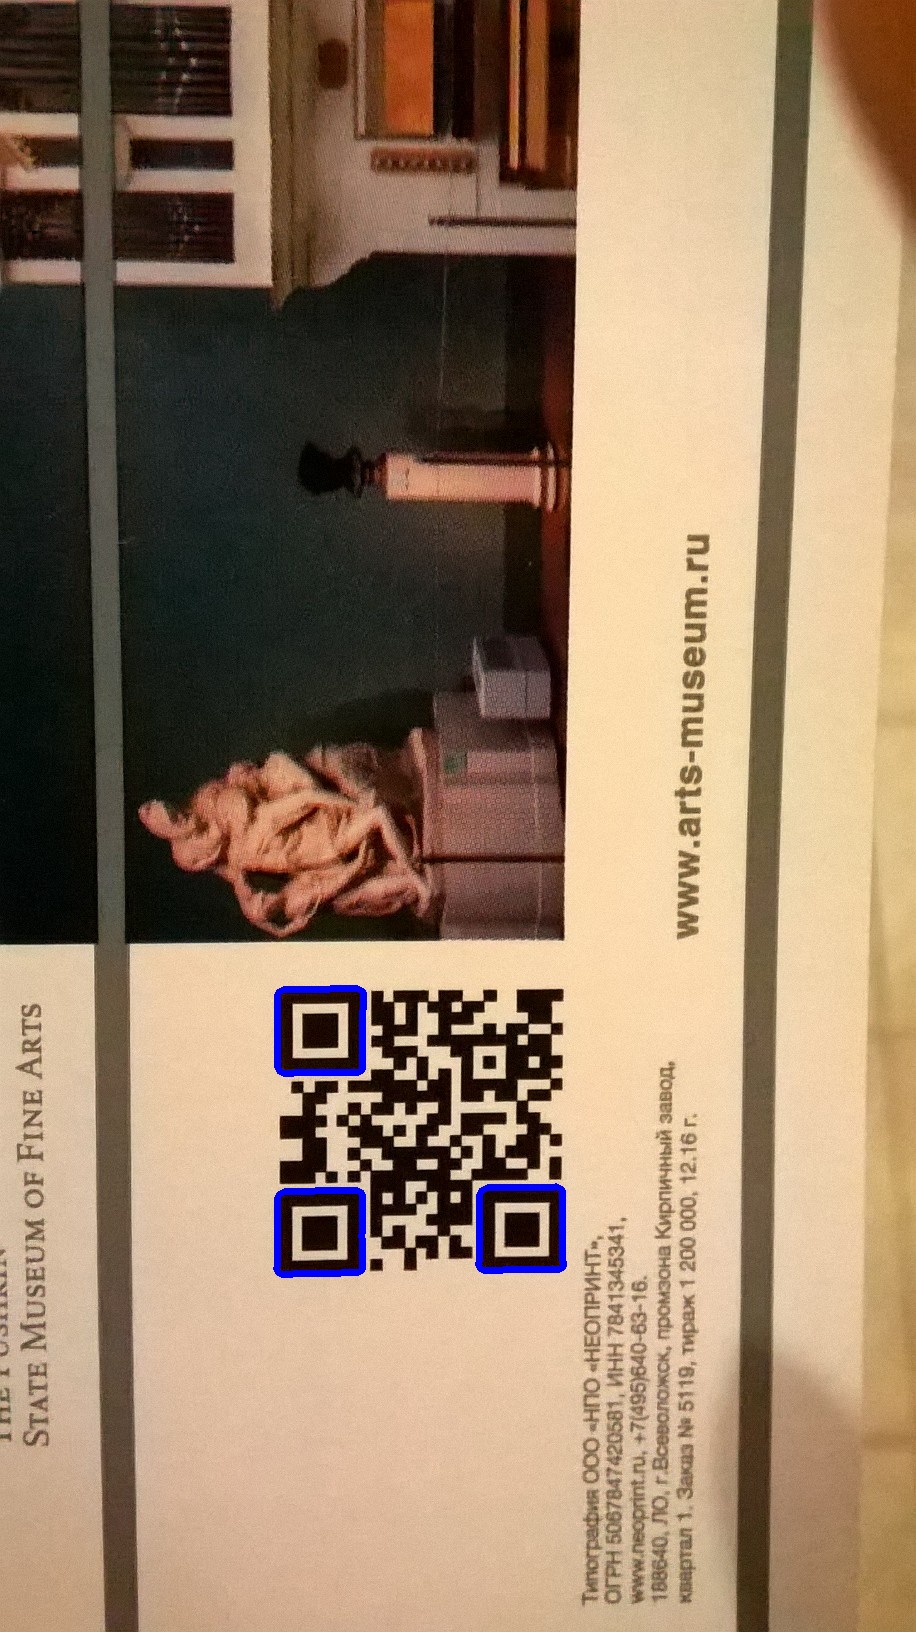 STATE MUSEUM OF FINE ARTS
www.arts-museum.ru
Типография ООО «НПО «НЕОПРИНТ»,
ОГРН 5067847420581, ИНН 7841345341,
www.neoprint.ru, +7(495)640-63-16.
188640, ЛО, г.Всеволожск, промзона Кирпичный завод,
квартал 1. Заказ № 5119, тираж 1 200 000, 12.16 г.